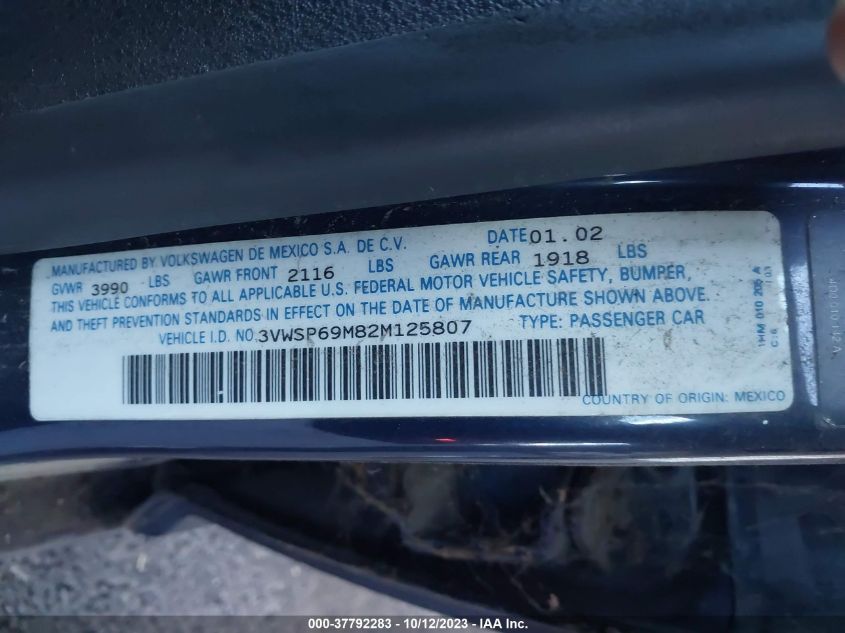 MANUFACTURED BY VOLKSWAGEN DE MEXICO S.A. DE C.V. DATE 01.02
GVWR 3990 LBS GAWR FRONT 2116 LBS GAWR REAR 1918 LBS
THIS VEHICLE CONFORMS TO ALL APPLICABLE U.S. FEDERAL MOTOR VEHICLE SAFETY, BUMPER,
AND THEFT PREVENTION STANDARDS IN EFFECT ON THE DATE OF MANUFACTURE SHOWN ABOVE.
VEHICLE I.D. NO. 3VWSP69M82M125807 TYPE: PASSENGER CAR
COUNTRY OF ORIGIN: MEXICO
1HM 010
000-37792283 - 10/12/2023 - IAA Inc.